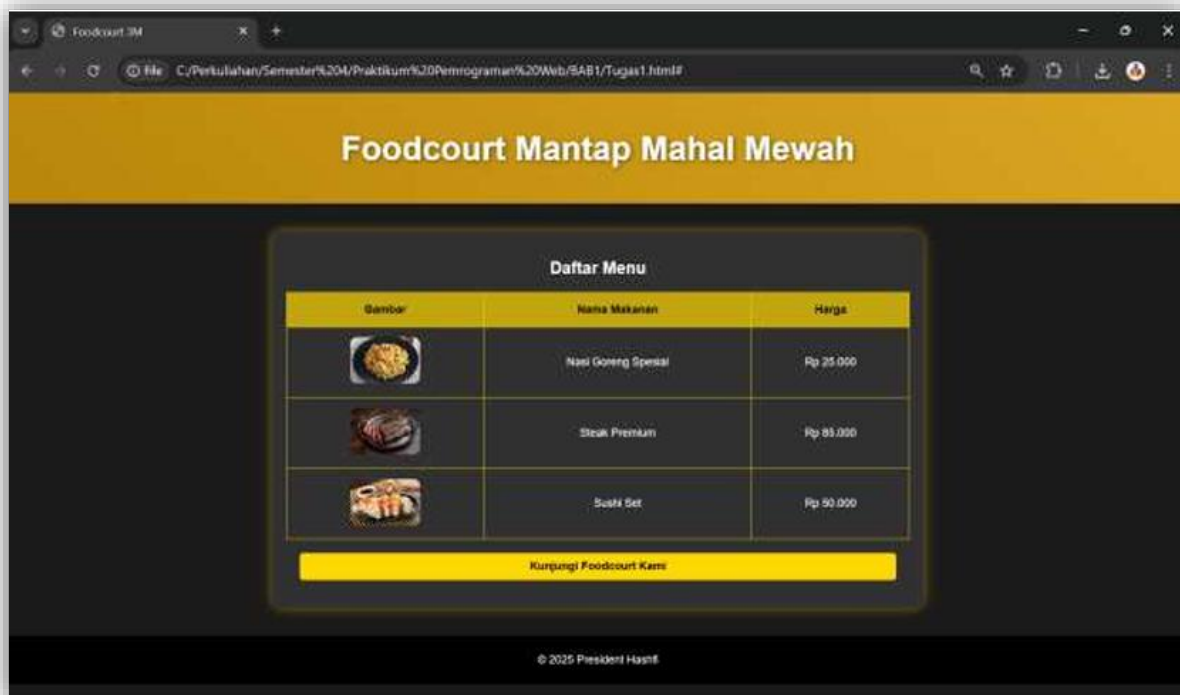 Foodcourt 3M
File C:/Perkuliahan/Semester%204/Praktikum%20Pemrograman%20Web/BAB1/Tugas1.html#
Foodcourt Mantap Mahal Mewah
Daftar Menu
Gambar Nama Makanan Harga
Nasi Goreng Spesial Rp 25.000
Steak Premium Rp 85.000
Sushi Set Rp 50.000
Kunjungi Foodcourt Kami
© 2025 President Hashfi